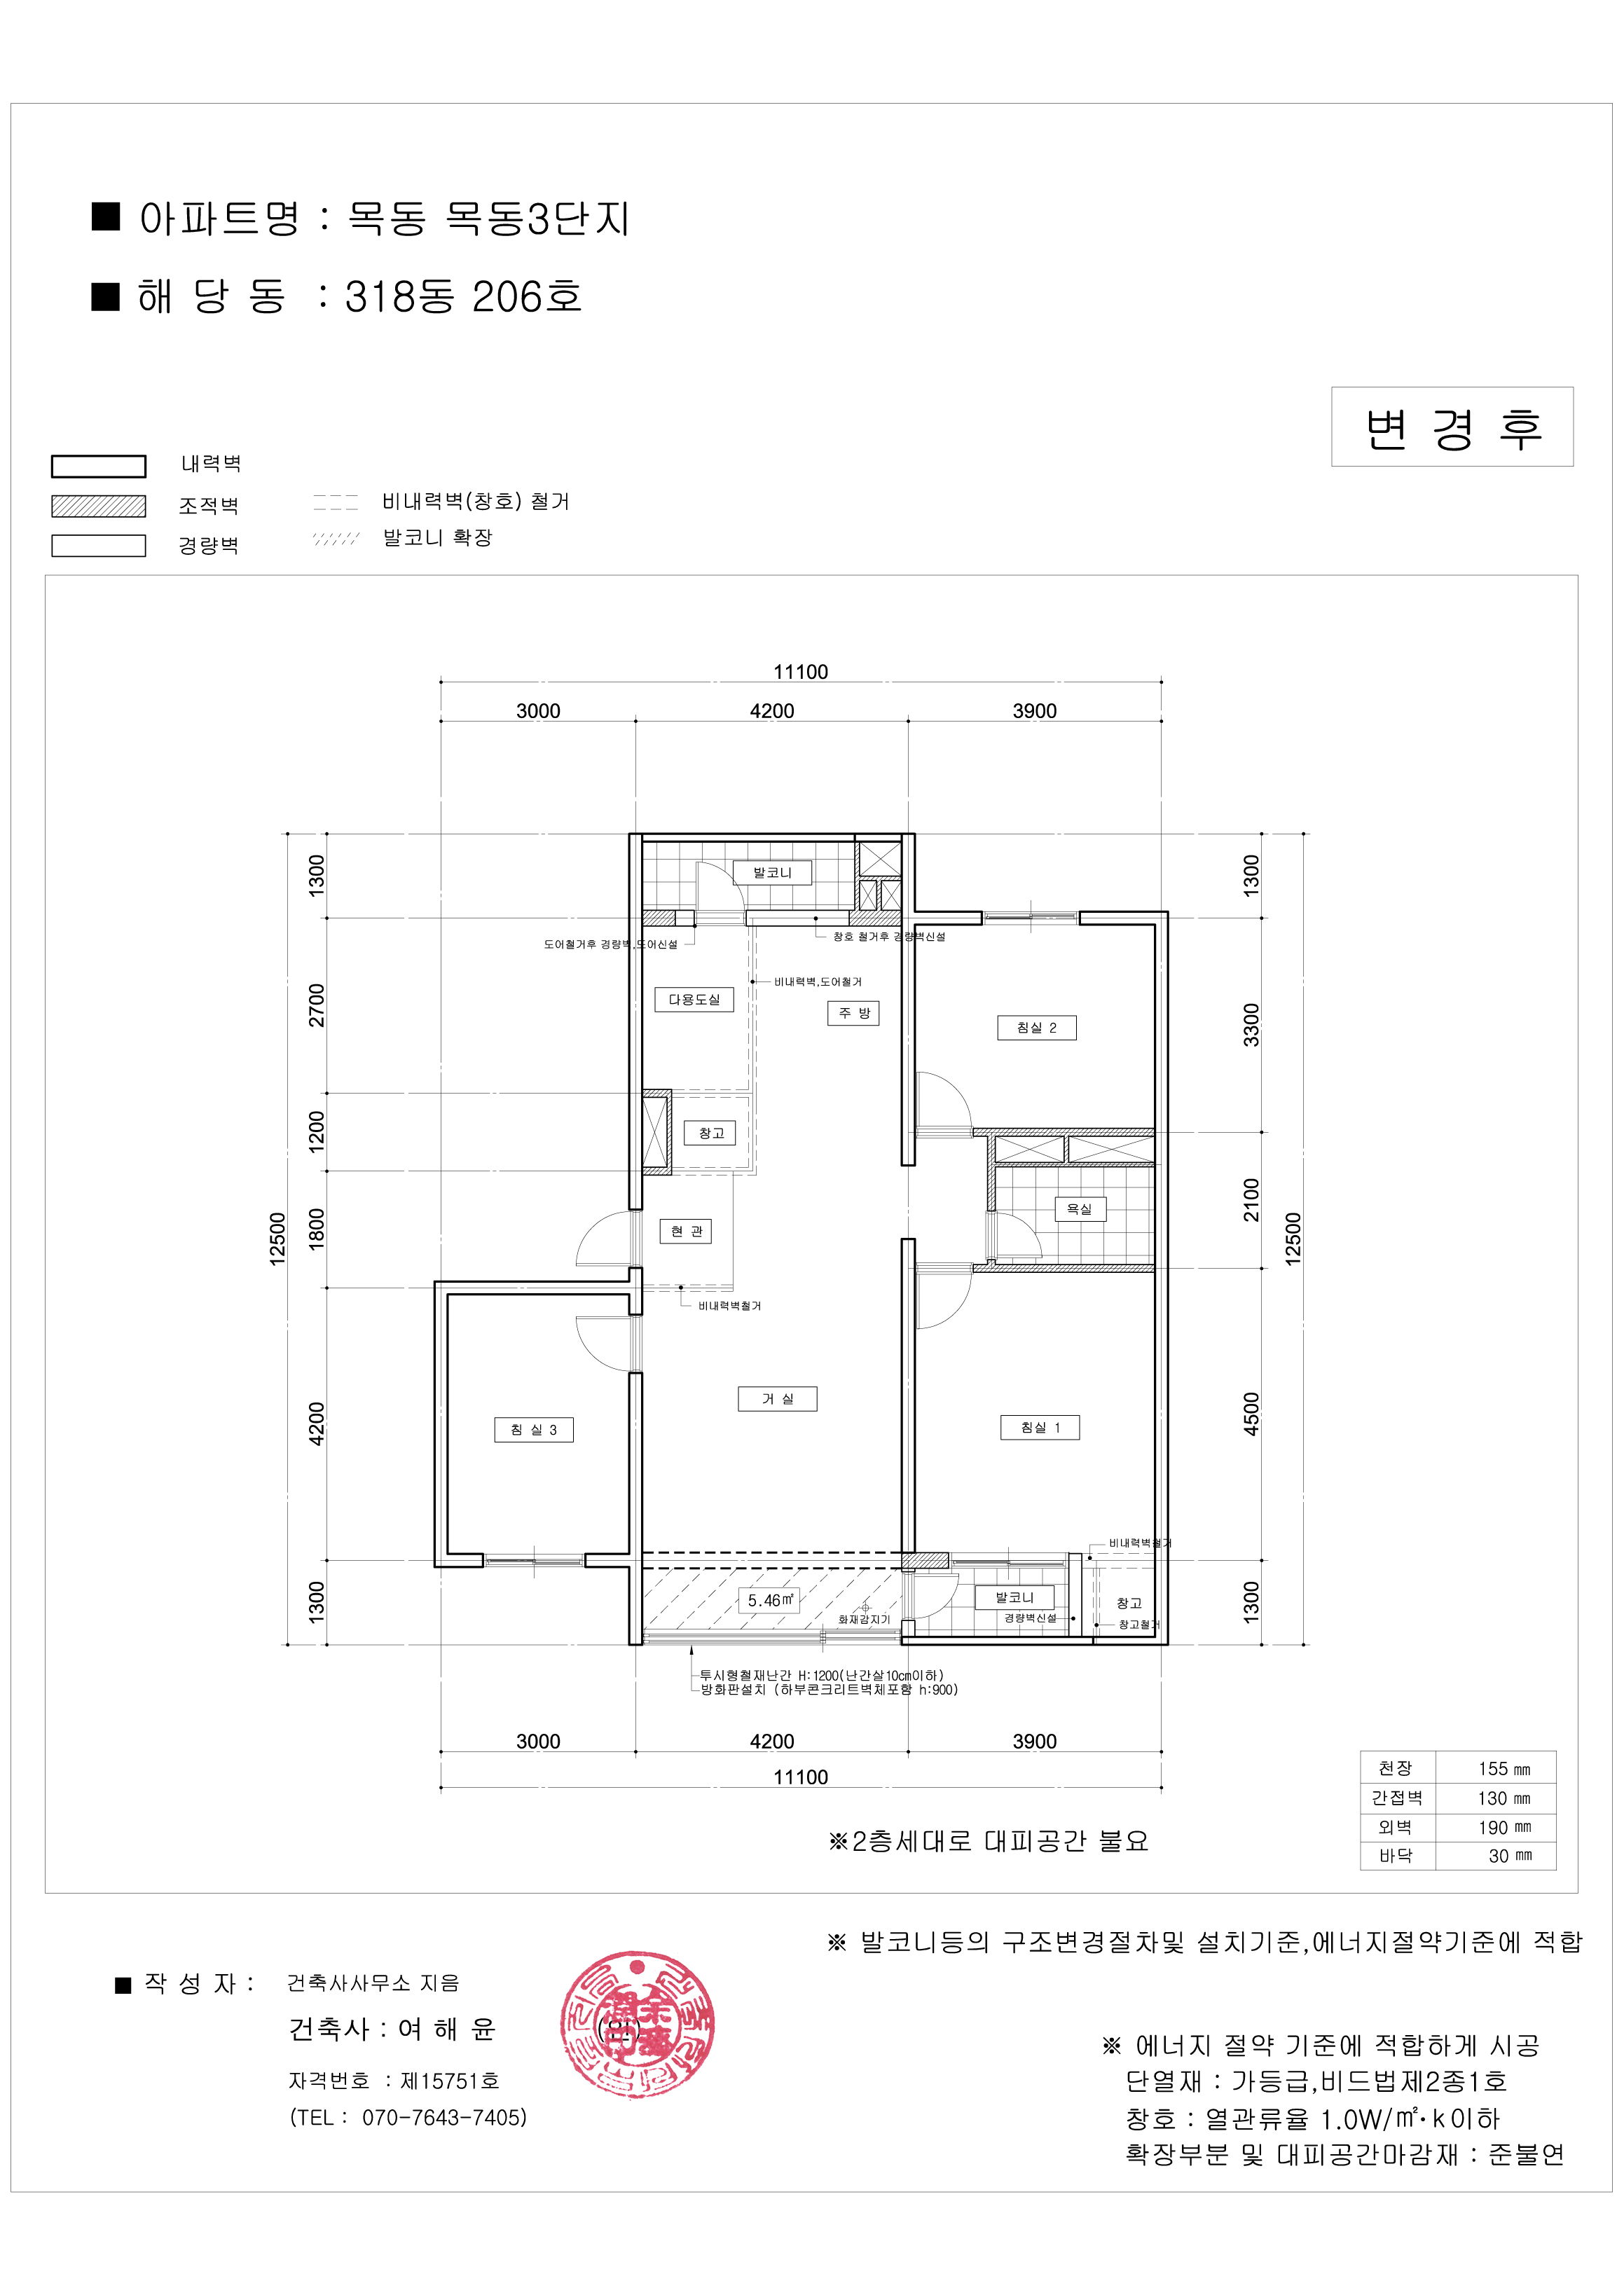 ■ 아파트명 : 목동 목동3단지
■ 해 당 동 : 318동 206호
변 경 후
내력벽
조적벽
경량벽
비내력벽(창호) 철거
발코니 확장
11100
3000 4200 3900
1300
2700
1200
1800
4200
1300
12500
1300
3300
2100
4500
1300
12500
발코니
도어철거후 경량벽,도어신설
창호 철거후 경량벽신설
비내력벽,도어철거
다용도실
주 방
침실 2
창고
욕실
현 관
비내력벽철거
거 실
침 실 3
침실 1
비내력벽철거
5.46㎡
화재감지기
발코니
경량벽신설
창고
창고철거
투시형철재난간 H:1200(난간살10㎝이하)
방화판설치 (하부콘크리트벽체포함 h:900)
3000 4200 3900
11100
※2층세대로 대피공간 불요
천장 155 ㎜
간접벽 130 ㎜
외벽 190 ㎜
바닥 30 ㎜
※ 발코니등의 구조변경절차및 설치기준,에너지절약기준에 적합
■ 작 성 자 : 건축사사무소 지음
건축사 : 여 해 윤 (인)
자격번호 : 제15751호
(TEL : 070-7643-7405)
※ 에너지 절약 기준에 적합하게 시공
단열재 : 가등급,비드법제2종1호
창호 : 열관류율 1.0W/㎡·k이하
확장부분 및 대피공간마감재 : 준불연